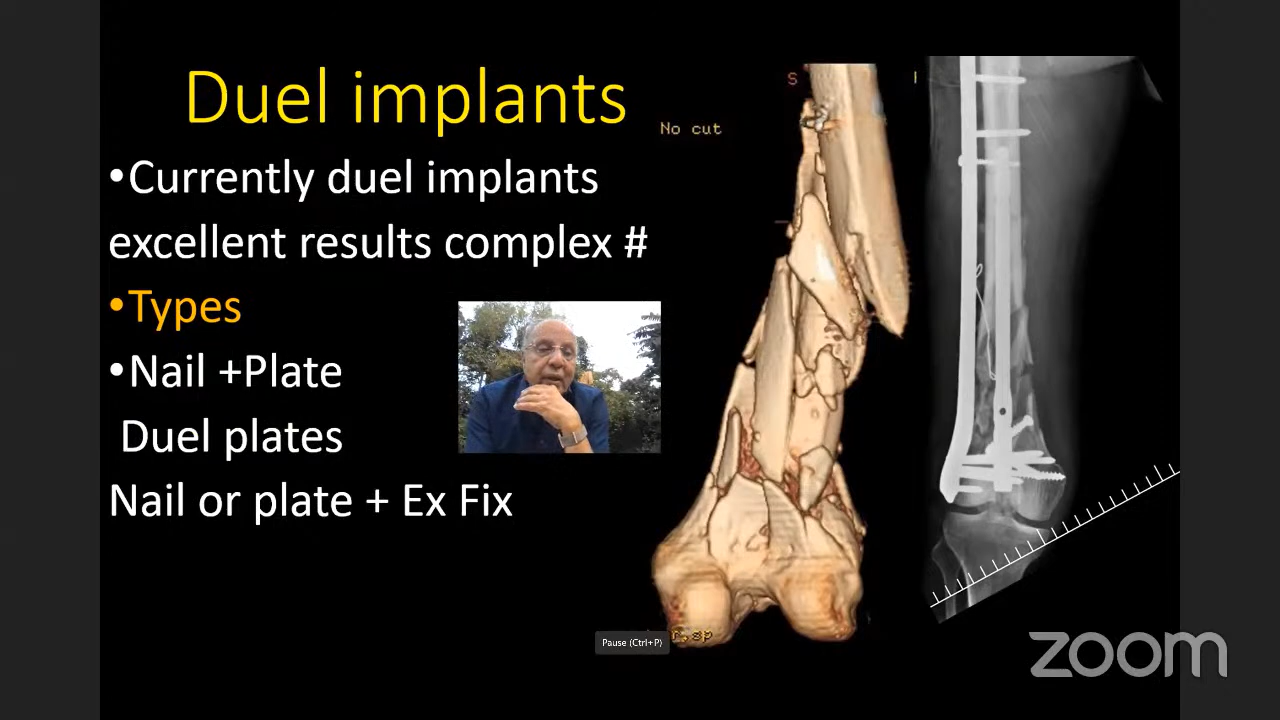 Duel implants
•Currently duel implants
excellent results complex #
•Types
•Nail +Plate
Duel plates
Nail or plate + Ex Fix
S
No cut
Pause (Ctrl+P)
zoom